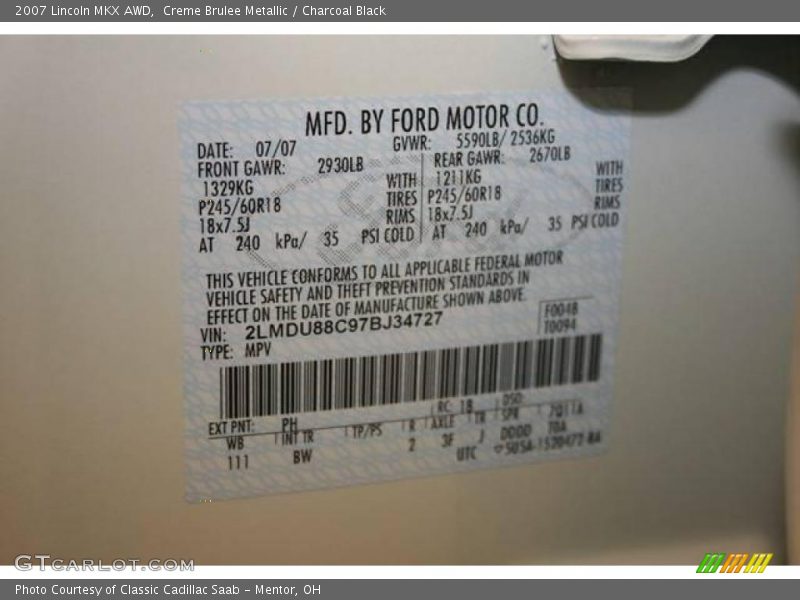 2007 Lincoln MKX AWD,  Creme Brulee Metallic / Charcoal Black
MFD. BY FORD MOTOR CO.
DATE: 07/07 GVWR: 5590LB/ 2536KG
FRONT GAWR: 2930LB REAR GAWR: 2670LB
1329KG WITH 1211KG WITH
P245/60R18 TIRES P245/60R18 TIRES
18x7.5J RIMS 18x7.5J RIMS
AT 240 kPa/ 35 PSI COLD AT 240 kPa/ 35 PSI COLD
THIS VEHICLE CONFORMS TO ALL APPLICABLE FEDERAL MOTOR
VEHICLE SAFETY AND THEFT PREVENTION STANDARDS IN
EFFECT ON THE DATE OF MANUFACTURE SHOWN ABOVE.
VIN: 2LMDU88C97BJ34727 F0048
TYPE: MPV T0094
EXT PNT: PH RC: 18 DSO:
WB INT TR TP/PS R AXLE TR SPR
111 BW 2 3F J DDDD
UTC
GTCARLOT.COM
Photo Courtesy of Classic Cadillac Saab - Mentor, OH